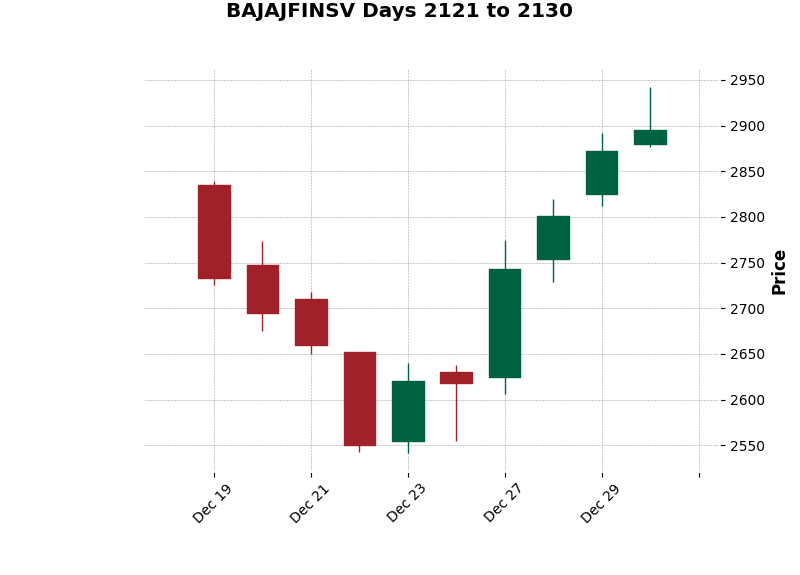 BAJAJFINSV Days 2121 to 2130
2950
2900
2850
2800
2750
2700
2650
2600
2550
Price
Dec 19
Dec 21
Dec 23
Dec 27
Dec 29